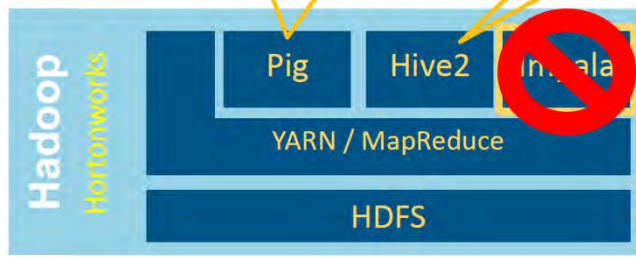 Hadoop
Hortonworks
Pig
Hive2
YARN / MapReduce
HDFS